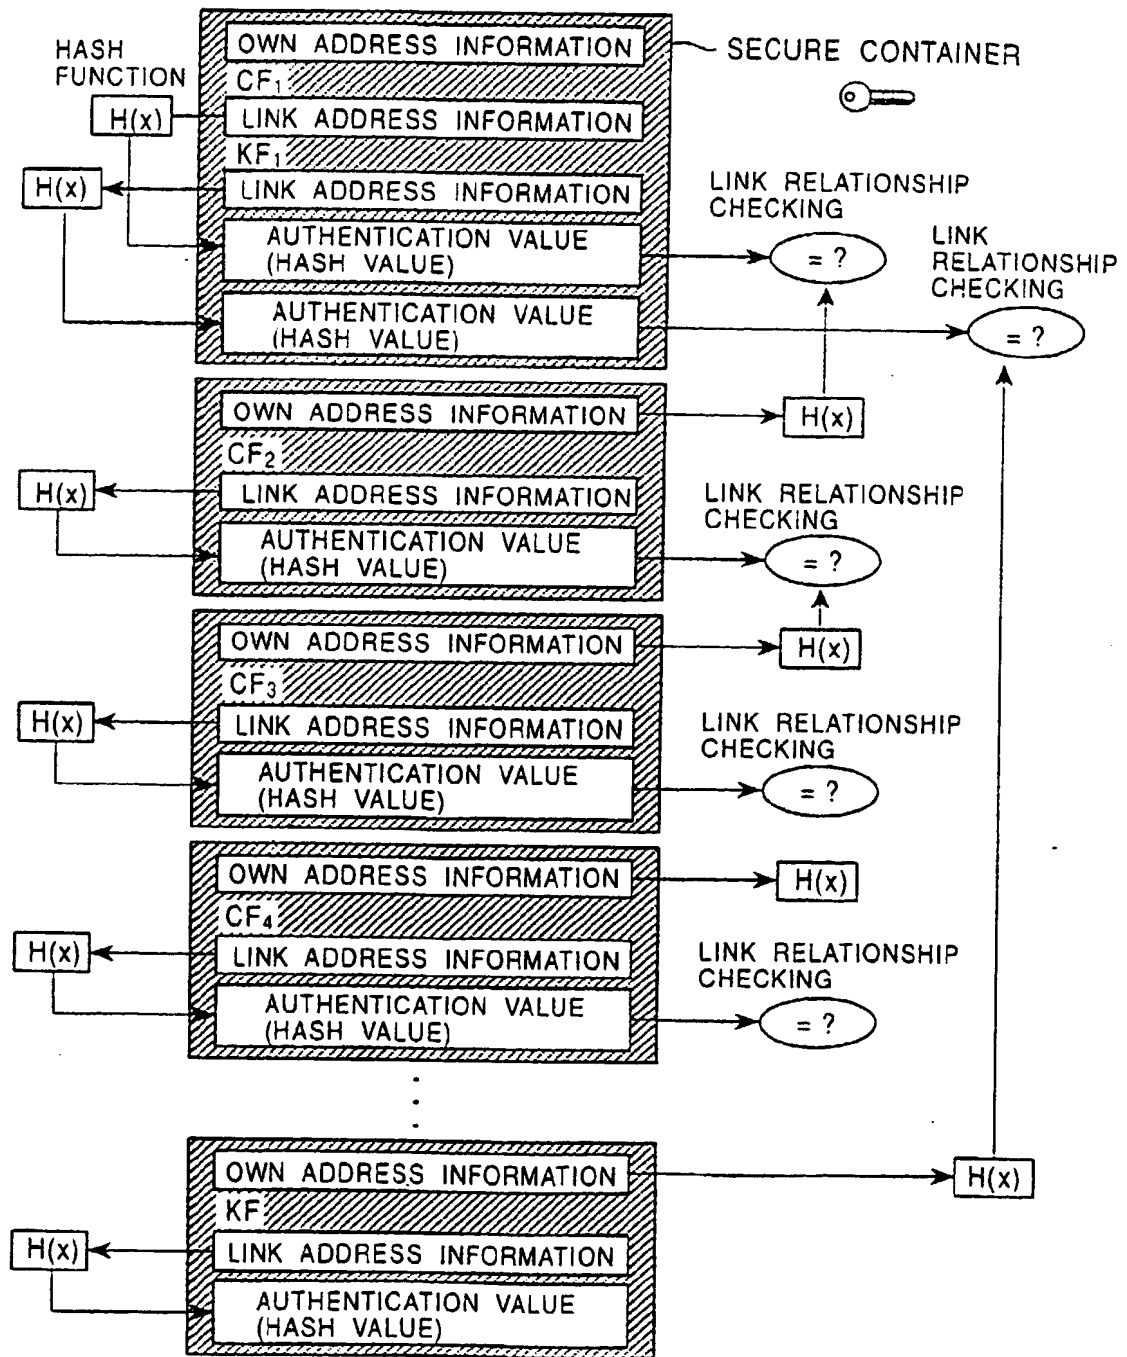 HASH
FUNCTION
H(x)
H(x)
OWN ADDRESS INFORMATION
CF₁
LINK ADDRESS INFORMATION
KF₁
LINK ADDRESS INFORMATION
AUTHENTICATION VALUE
(HASH VALUE)
AUTHENTICATION VALUE
(HASH VALUE)
SECURE CONTAINER
LINK RELATIONSHIP
CHECKING
= ?
LINK
RELATIONSHIP
CHECKING
= ?
OWN ADDRESS INFORMATION
H(x)
CF₂
H(x)
LINK ADDRESS INFORMATION
AUTHENTICATION VALUE
(HASH VALUE)
LINK RELATIONSHIP
CHECKING
= ?
OWN ADDRESS INFORMATION
H(x)
CF₃
H(x)
LINK ADDRESS INFORMATION
AUTHENTICATION VALUE
(HASH VALUE)
LINK RELATIONSHIP
CHECKING
= ?
OWN ADDRESS INFORMATION
H(x)
CF₄
H(x)
LINK ADDRESS INFORMATION
AUTHENTICATION VALUE
(HASH VALUE)
LINK RELATIONSHIP
CHECKING
= ?
OWN ADDRESS INFORMATION
H(x)
KF
H(x)
LINK ADDRESS INFORMATION
AUTHENTICATION VALUE
(HASH VALUE)